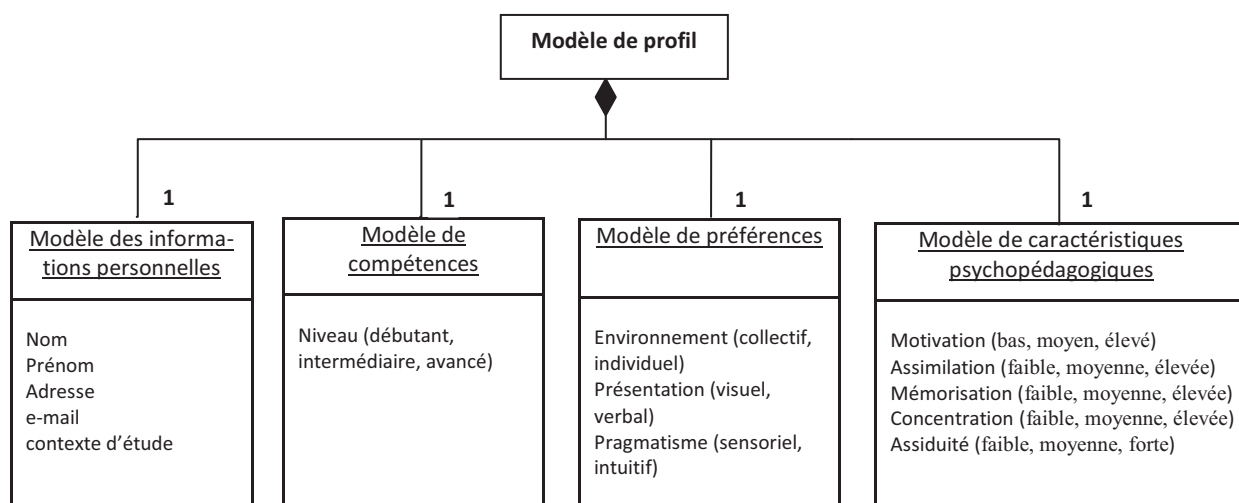 Modèle de profil
1
1
1
1
Modèle des informa-
tions personnelles
Nom
Prénom
Adresse
e-mail
contexte d’étude
Modèle de
compétences
Niveau (débutant,
intermédiaire, avancé)
Modèle de préférences
Environnement (collectif,
individuel)
Présentation (visuel,
verbal)
Pragmatisme (sensoriel,
intuitif)
Modèle de caractéristiques
psychopédagogiques
Motivation (bas, moyen, élevé)
Assimilation (faible, moyenne, élevée)
Mémorisation (faible, moyenne, élevée)
Concentration (faible, moyenne, élevée)
Assiduité (faible, moyenne, forte)